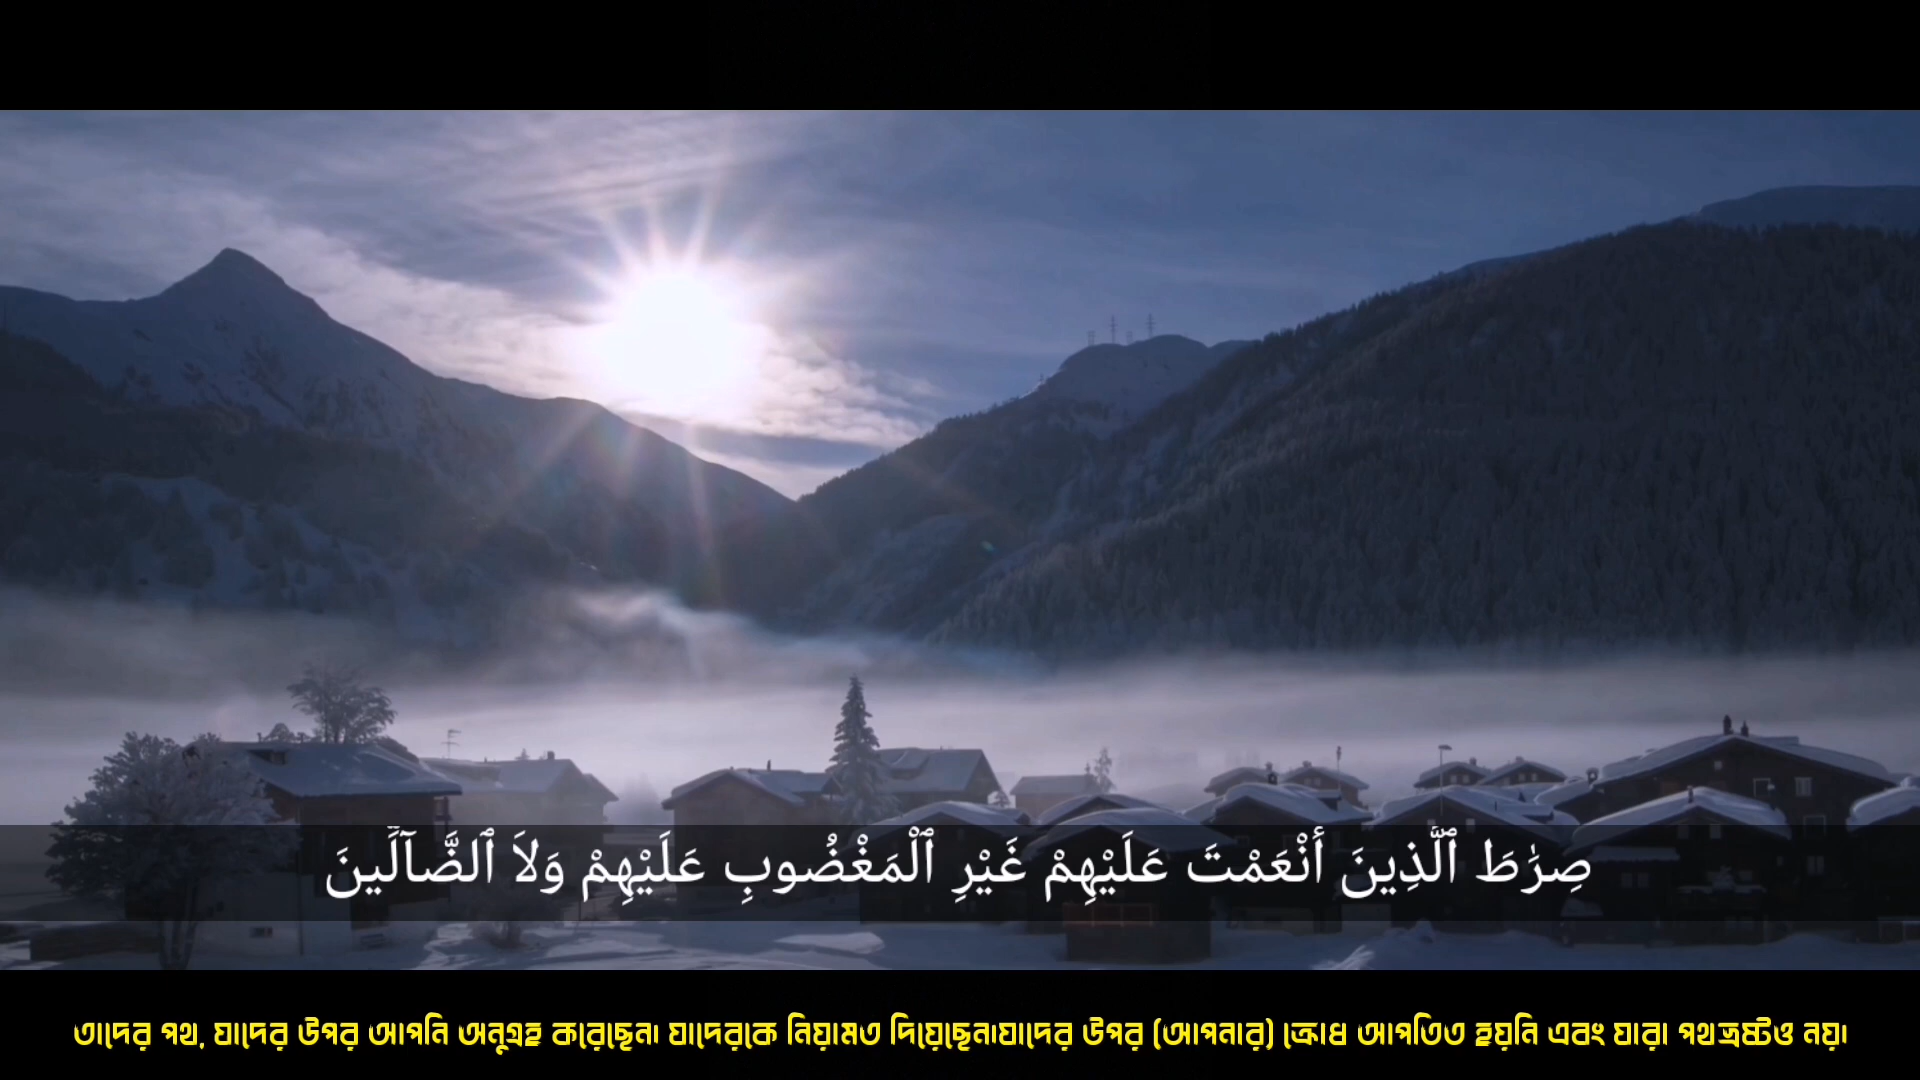 صِرَٰطَ ٱلَّذِينَ أَنْعَمْتَ عَلَيْهِمْ غَيْرِ ٱلْمَغْضُوبِ عَلَيْهِمْ وَلاَ ٱلضَّآلِّينَ
তাদের পথ, যাদের উপর আপনি অনুগ্রহ করেছেন। যাদেরকে নিয়ামত দিয়েছেন।যাদের উপর (আপনার) ক্রোধ আপতিত হয়নি এবং যারা পথভ্রষ্টও নয়।